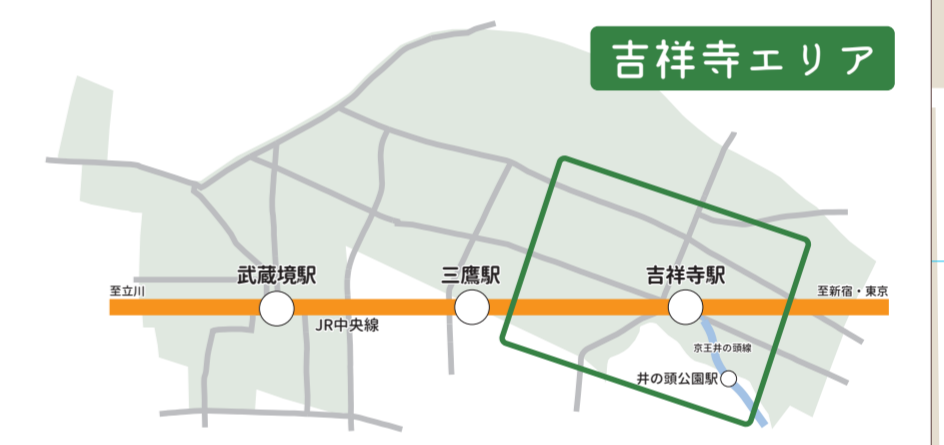 吉祥寺エリア
武蔵境駅
三鷹駅
吉祥寺駅
至立川
至新宿・東京
JR中央線
京王井の頭線
井の頭公園駅